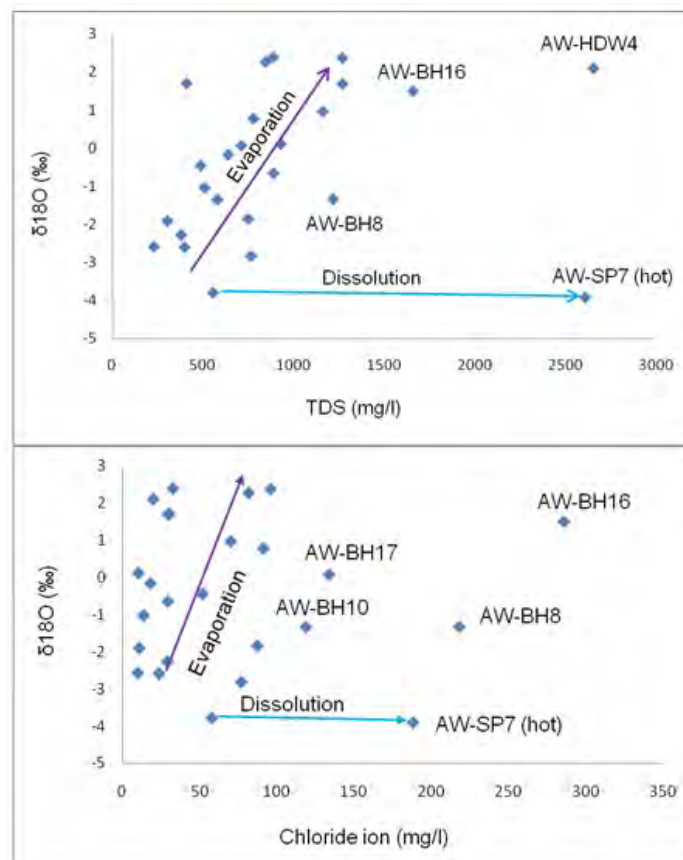 3
AW-HDW4
2
AW-BH16
1
0
Evaporation
-1
AW-BH8
-2
-3
Dissolution
AW-SP7 (hot)
-4
-5
δ18O (‰)
0 500 1000 1500 2000 2500 3000
TDS (mg/l)
3
2
AW-BH16
1
AW-BH17
0
AW-BH10
-1
AW-BH8
Evaporation
-2
-3
Dissolution
-4
AW-SP7 (hot)
-5
δ18O (‰)
0 50 100 150 200 250 300 350
Chloride ion (mg/l)